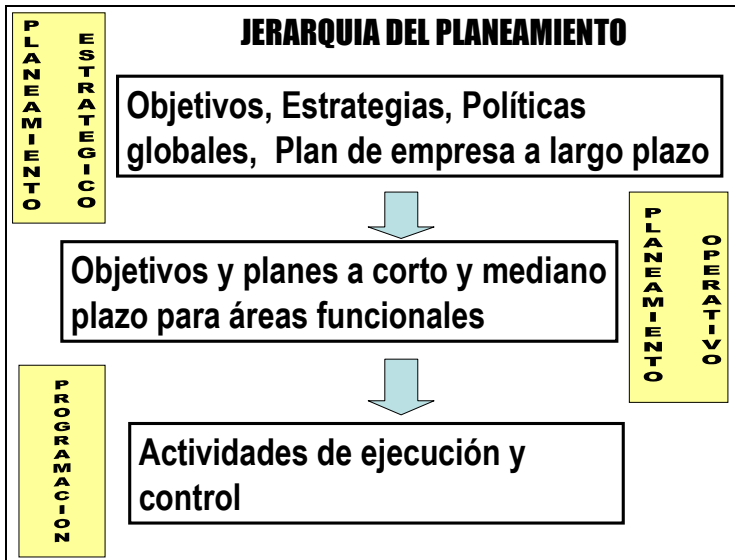 JERARQUIA DEL PLANEAMIENTO
PLANEAMIENTO
ESTRATEGICO
Objetivos, Estrategias, Políticas
globales, Plan de empresa a largo plazo
Objetivos y planes a corto y mediano
plazo para áreas funcionales
PLANEAMIENTO
OPERATIVO
PROGRAMACION
Actividades de ejecución y
control